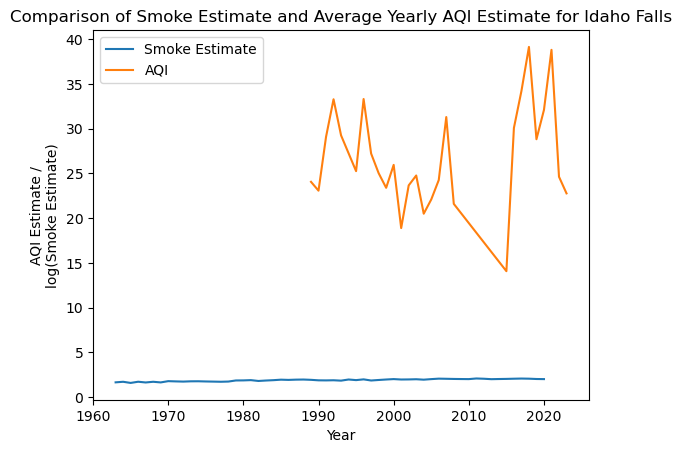 Comparison of Smoke Estimate and Average Yearly AQI Estimate for Idaho Falls
Smoke Estimate
AQI
40
35
30
25
20
15
10
5
0
AQI Estimate /
log(Smoke Estimate)
1960 1970 1980 1990 2000 2010 2020
Year